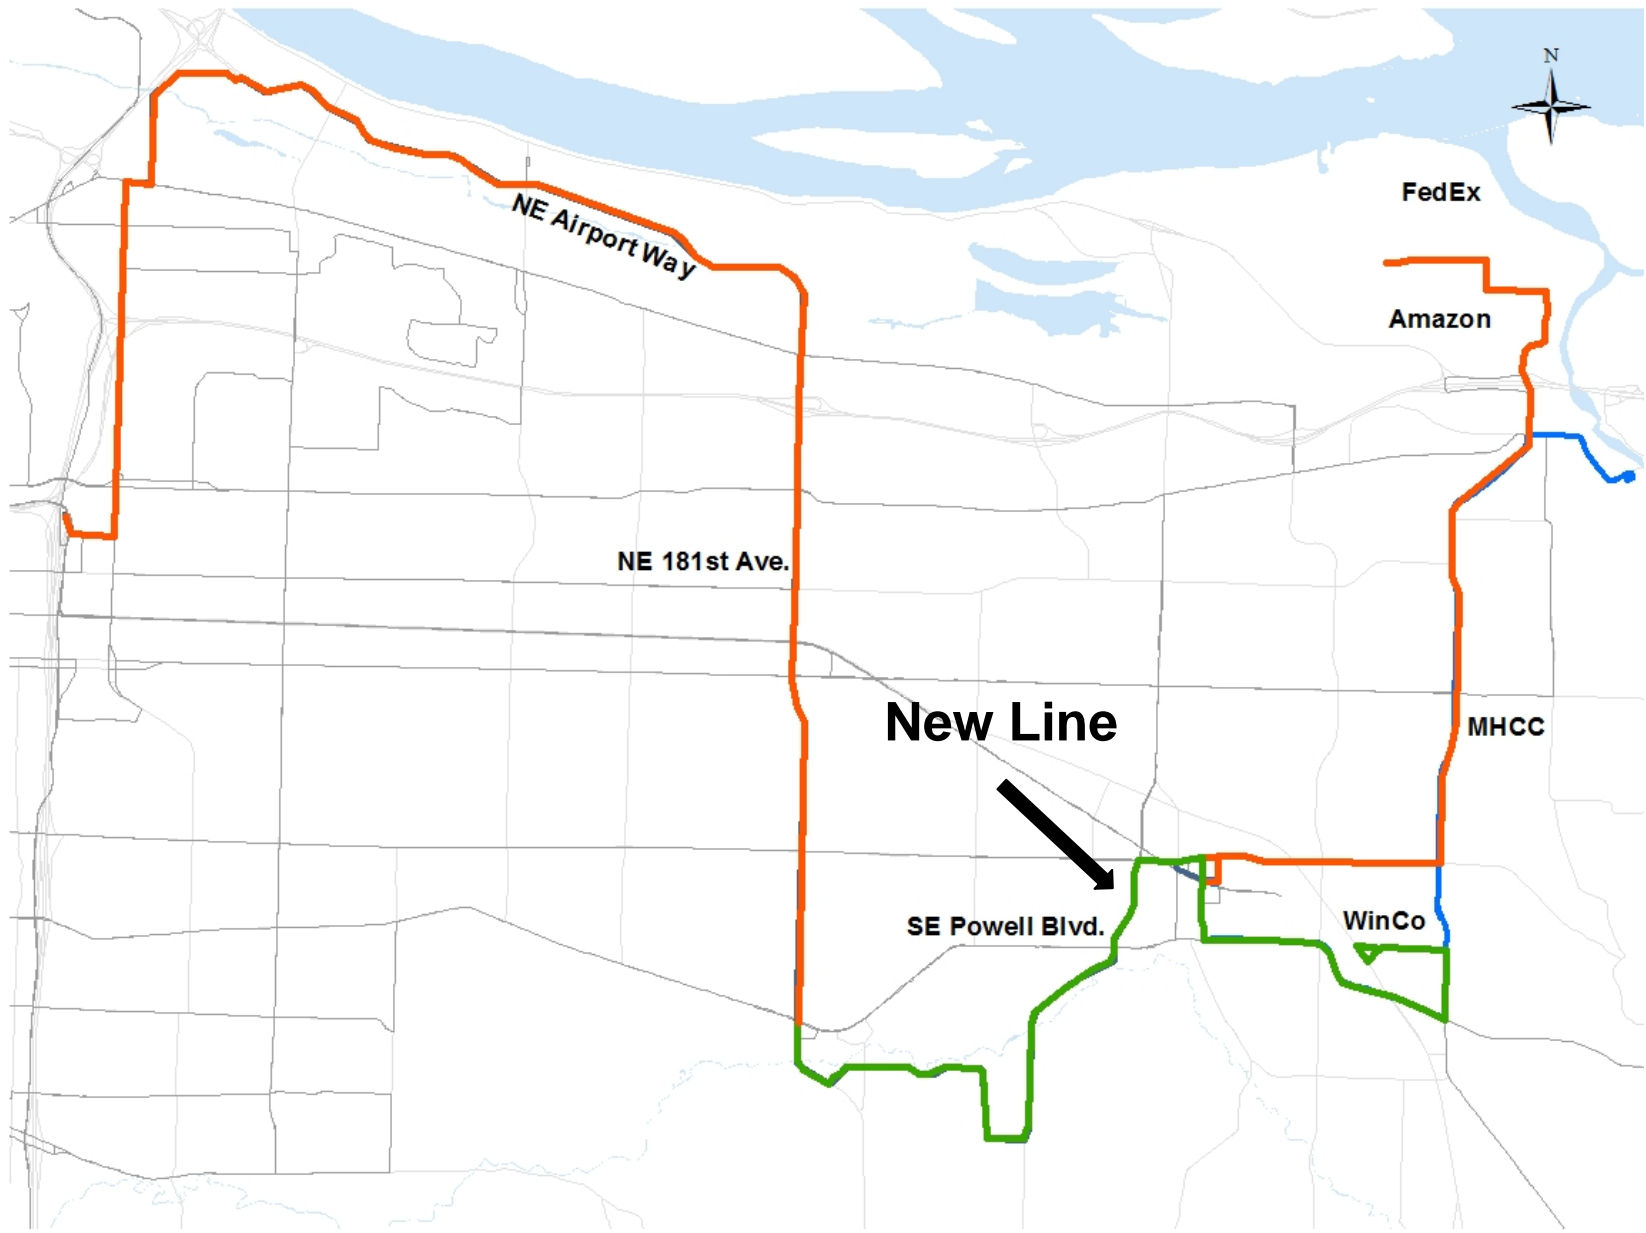 N
FedEx
NE Airport Way
Amazon
NE 181st Ave.
New Line
MHCC
WinCo
SE Powell Blvd.